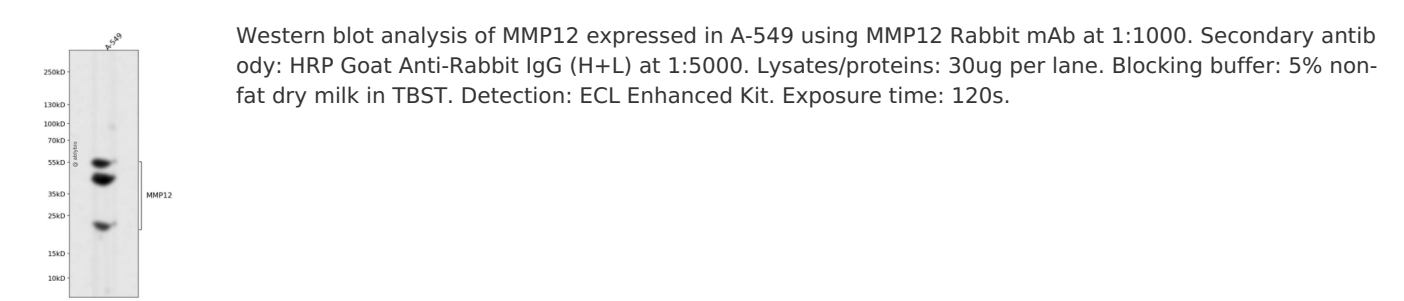 A-549
Western blot analysis of MMP12 expressed in A-549 using MMP12 Rabbit mAb at 1:1000. Secondary antib
ody: HRP Goat Anti-Rabbit IgG (H+L) at 1:5000. Lysates/proteins: 30ug per lane. Blocking buffer: 5% non-
fat dry milk in TBST. Detection: ECL Enhanced Kit. Exposure time: 120s.
250kD
130kD
100kD
70kD
55kD
35kD
MMP12
25kD
15kD
10kD